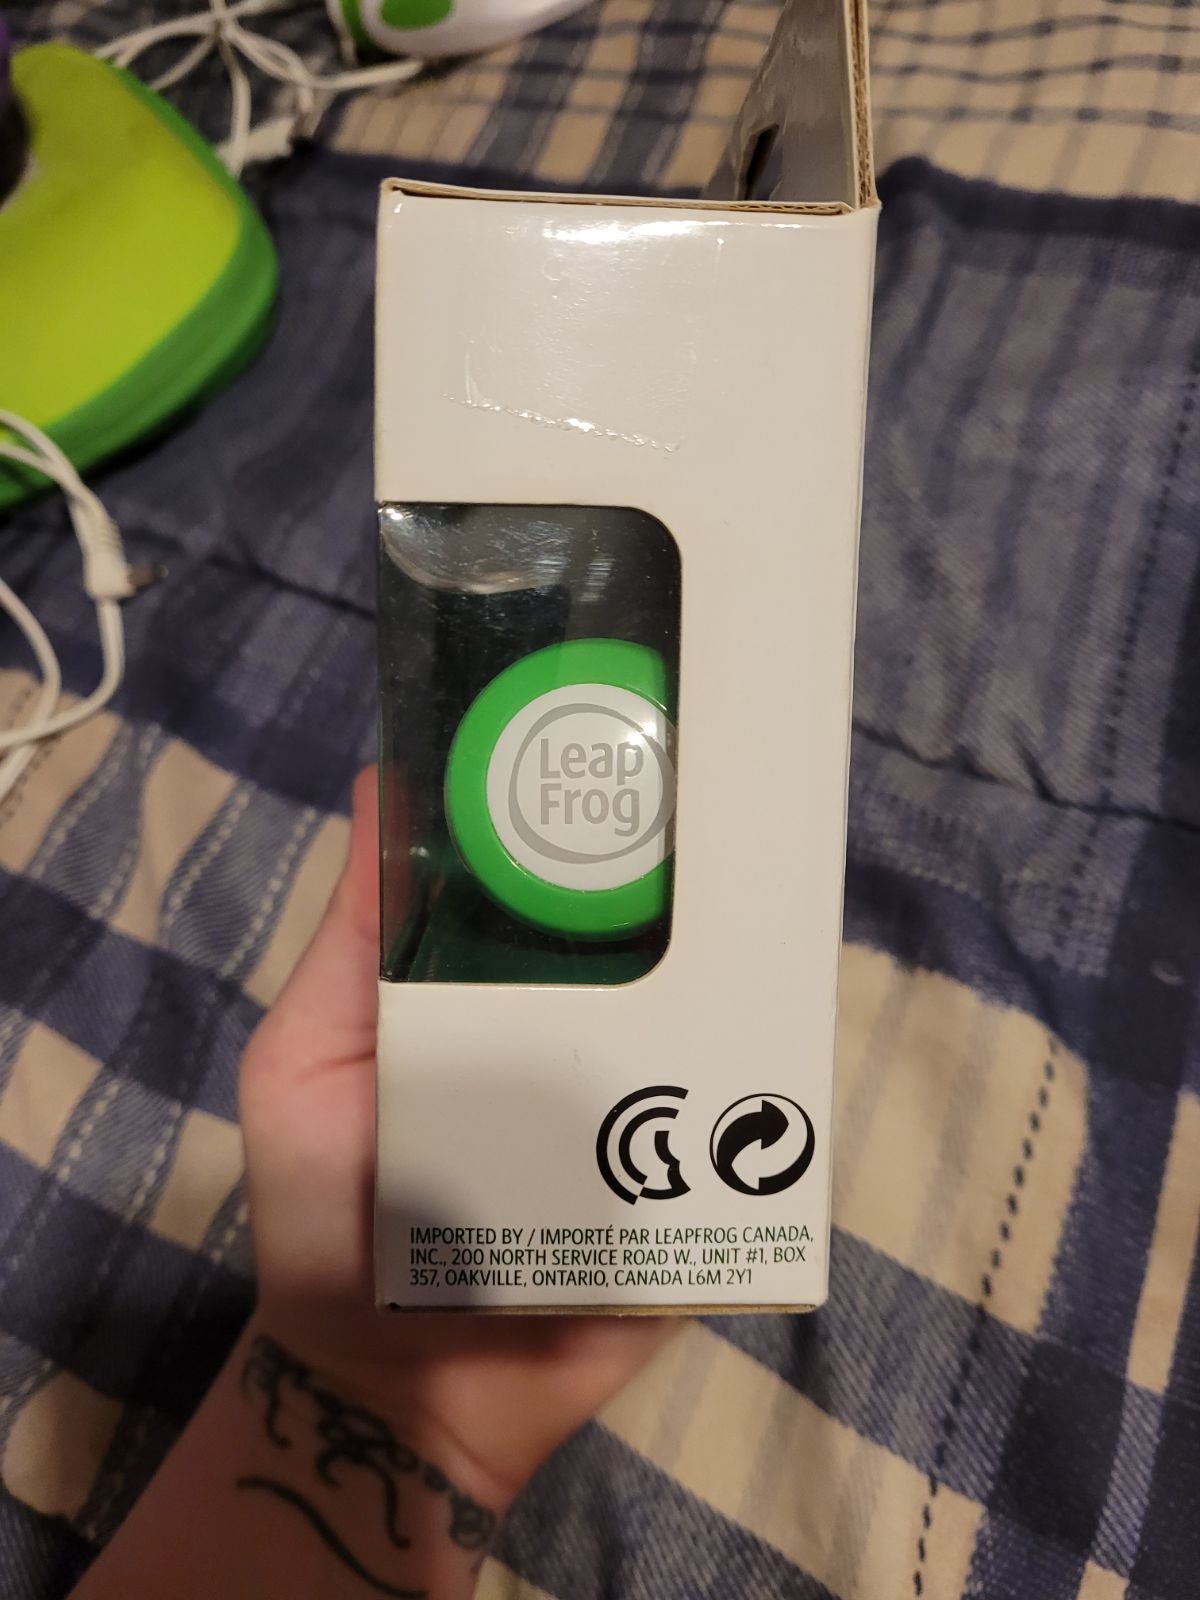 Leap
Frog
IMPORTED BY / IMPORTÉ PAR LEAPFROG CANADA,
INC., 200 NORTH SERVICE ROAD W., UNIT #1, BOX
357, OAKVILLE, ONTARIO, CANADA L6M 2Y1